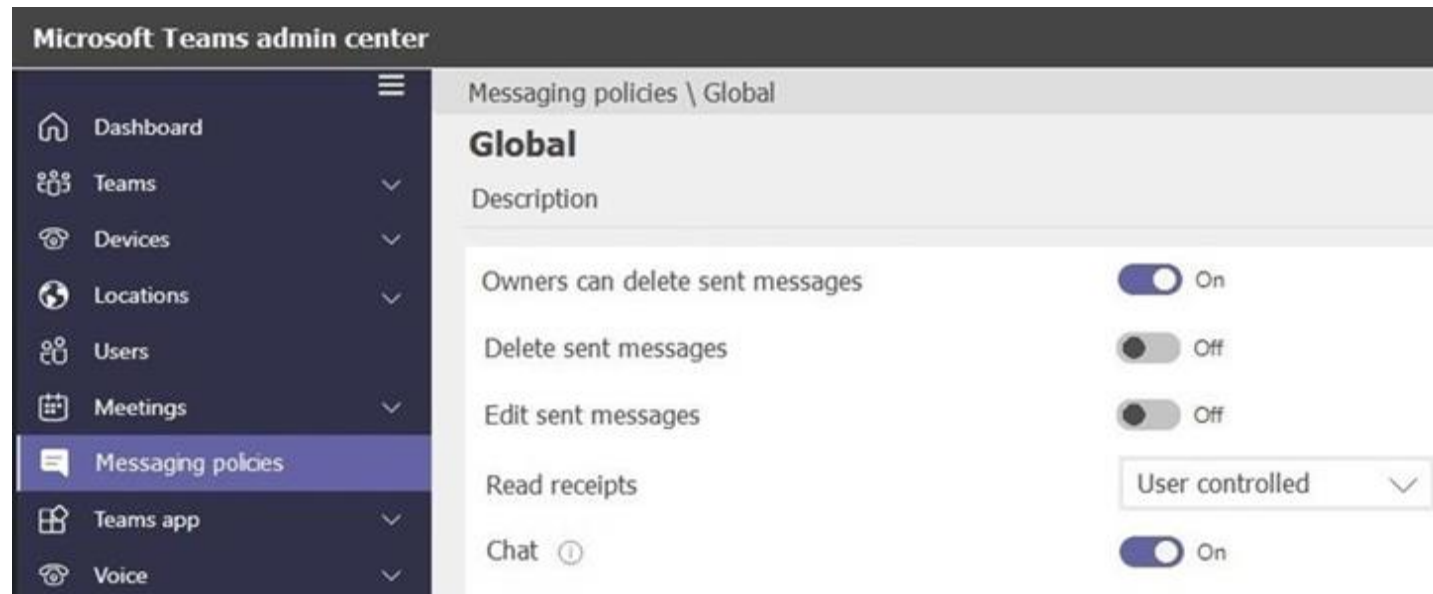 Microsoft Teams admin center
Messaging policies \ Global
Dashboard
Global
Teams
Description
Devices
Owners can delete sent messages On
Locations
Delete sent messages Off
Users
Meetings
Edit sent messages Off
Messaging policies
Read receipts User controlled
Teams app
Chat On
Voice